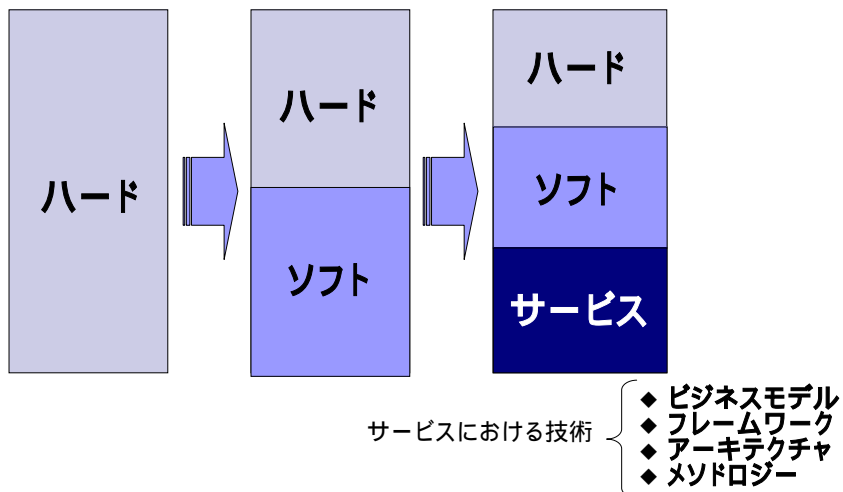 ハード
ハード
ソフト
ハード
ソフト
サービス
サービスにおける技術
◆ ビジネスモデル
◆ フレームワーク
◆ アーキテクチャ
◆ メソドロジー